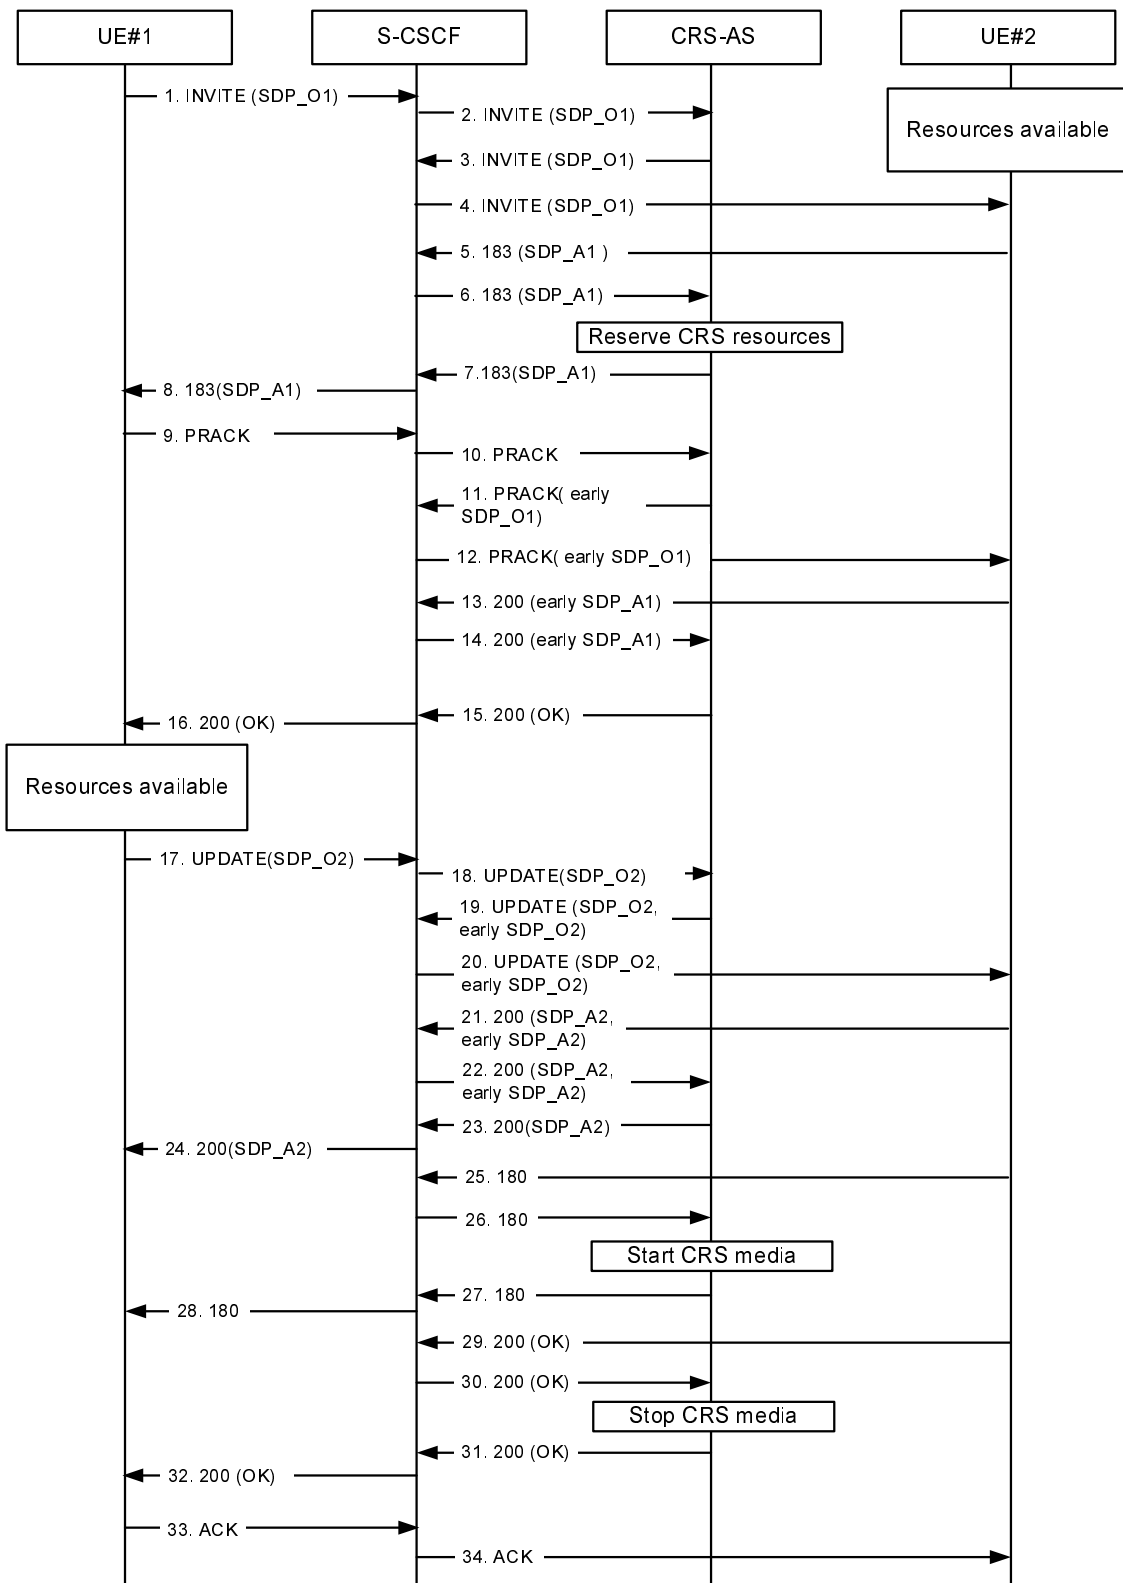 UE#1
S-CSCF
CRS-AS
UE#2
1. INVITE (SDP_O1)
2. INVITE (SDP_O1)
Resources available
3. INVITE (SDP_O1)
4. INVITE (SDP_O1)
5. 183 (SDP_A1 )
6. 183 (SDP_A1)
Reserve CRS resources
7.183(SDP_A1)
8. 183(SDP_A1)
9. PRACK
10. PRACK
11. PRACK( early
SDP_O1)
12. PRACK( early SDP_O1)
13. 200 (early SDP_A1)
14. 200 (early SDP_A1)
15. 200 (OK)
16. 200 (OK)
Resources available
17. UPDATE(SDP_O2)
18. UPDATE(SDP_O2)
19. UPDATE (SDP_O2,
early SDP_O2)
20. UPDATE (SDP_O2,
early SDP_O2)
21. 200 (SDP_A2,
early SDP_A2)
22. 200 (SDP_A2,
early SDP_A2)
23. 200(SDP_A2)
24. 200(SDP_A2)
25. 180
26. 180
Start CRS media
27. 180
28. 180
29. 200 (OK)
30. 200 (OK)
Stop CRS media
31. 200 (OK)
32. 200 (OK)
33. ACK
34. ACK